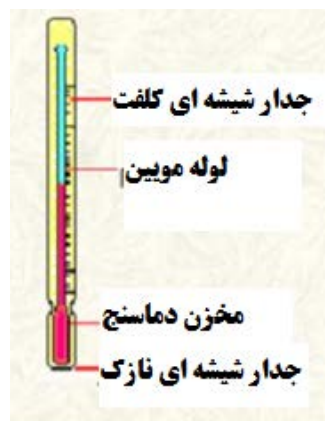 جدار شیشه ای کلفت
لوله مویین
مخزن دماسنج
جدار شیشه ای نازک